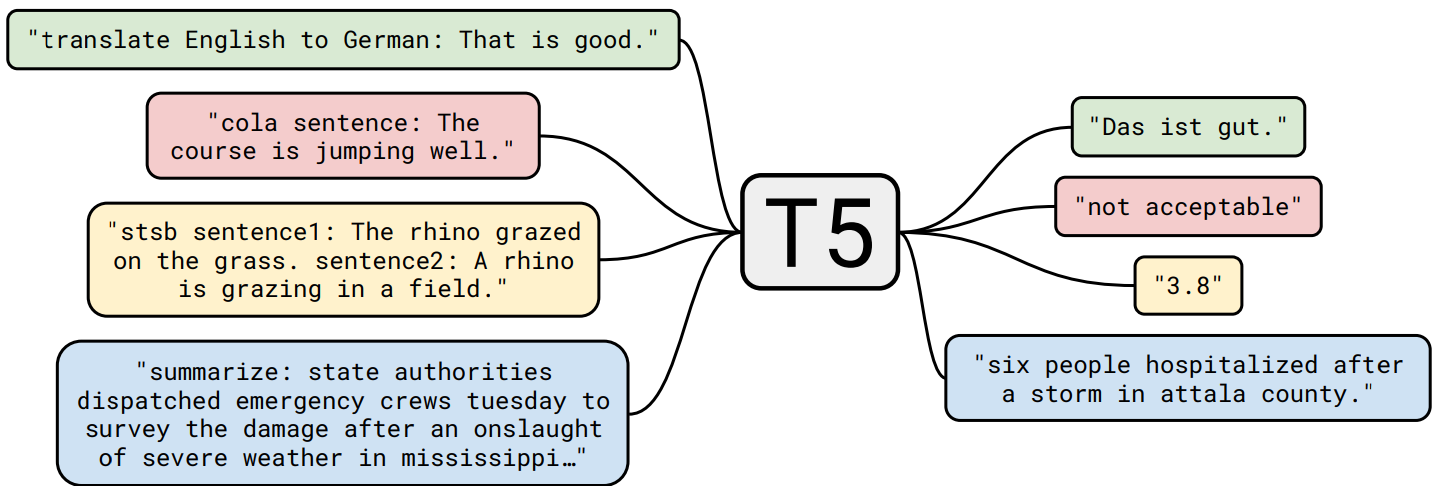 "translate English to German: That is good."
"cola sentence: The
course is jumping well."
"stsb sentence1: The rhino grazed
on the grass. sentence2: A rhino
is grazing in a field."
"summarize: state authorities
dispatched emergency crews tuesday to
survey the damage after an onslaught
of severe weather in mississippi…"
T5
"Das ist gut."
"not acceptable"
"3.8"
"six people hospitalized after
a storm in attala county."